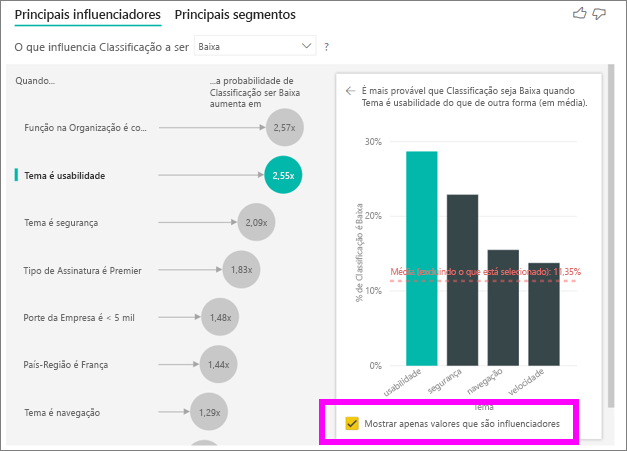 Principais influenciadores
Principais segmentos
O que influencia Classificação a ser
Baixa
?
Quando...
...a probabilidade de
Classificação ser Baixa
aumenta em
Função na Organização é co...
2,57x
Tema é usabilidade
2,55x
Tema é segurança
2,09x
Tipo de Assinatura é Premier
1,83x
Porte da Empresa é < 5 mil
1,48x
País-Região é França
1,44x
Tema é navegação
1,29x
É mais provável que Classificação seja Baixa quando
Tema é usabilidade do que de outra forma (em média).
% de Classificação é Baixa
30%
20%
10%
0%
Média (excluindo o que está selecionado): 11,35%
usabilidade
segurança
navegação
velocidade
Tema
Mostrar apenas valores que são influenciadores